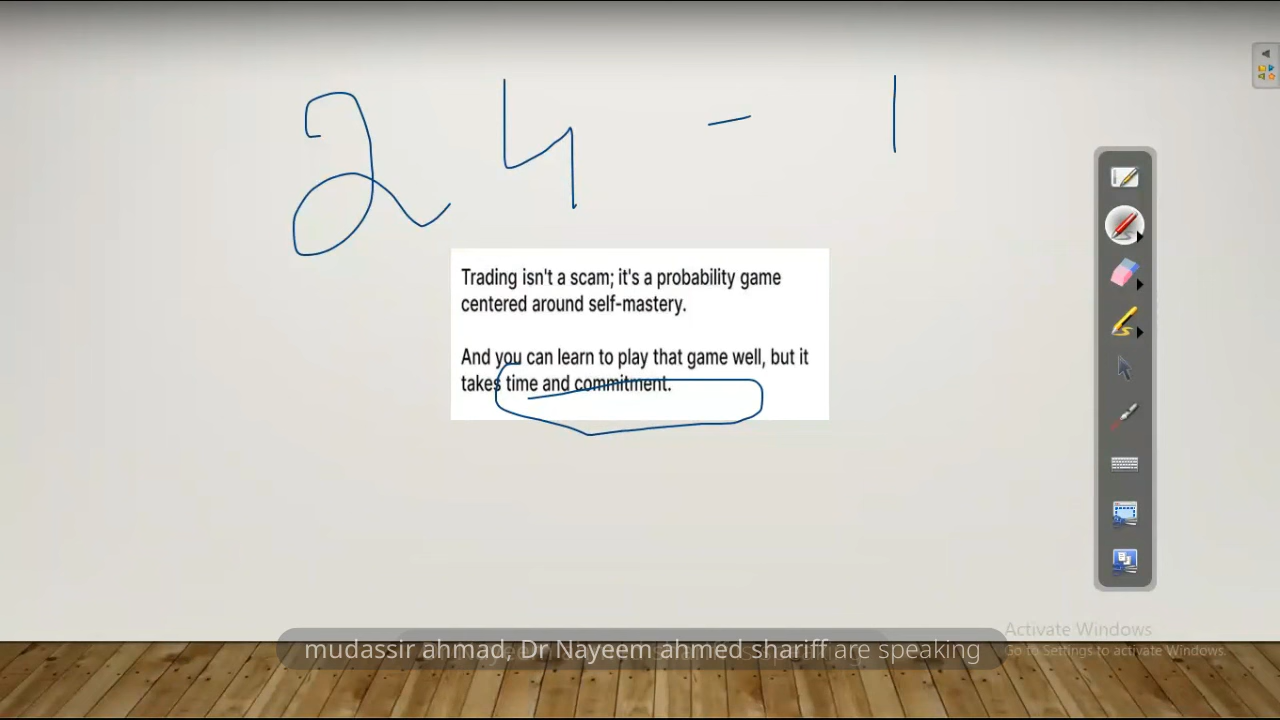 24 - 1
Trading isn't a scam; it's a probability game
centered around self-mastery.
And you can learn to play that game well, but it
takes time and commitment.
Activate Windows
mudassir ahmad, Dr Nayeem ahmed shariff are speaking
Go to Settings to activate Windows.